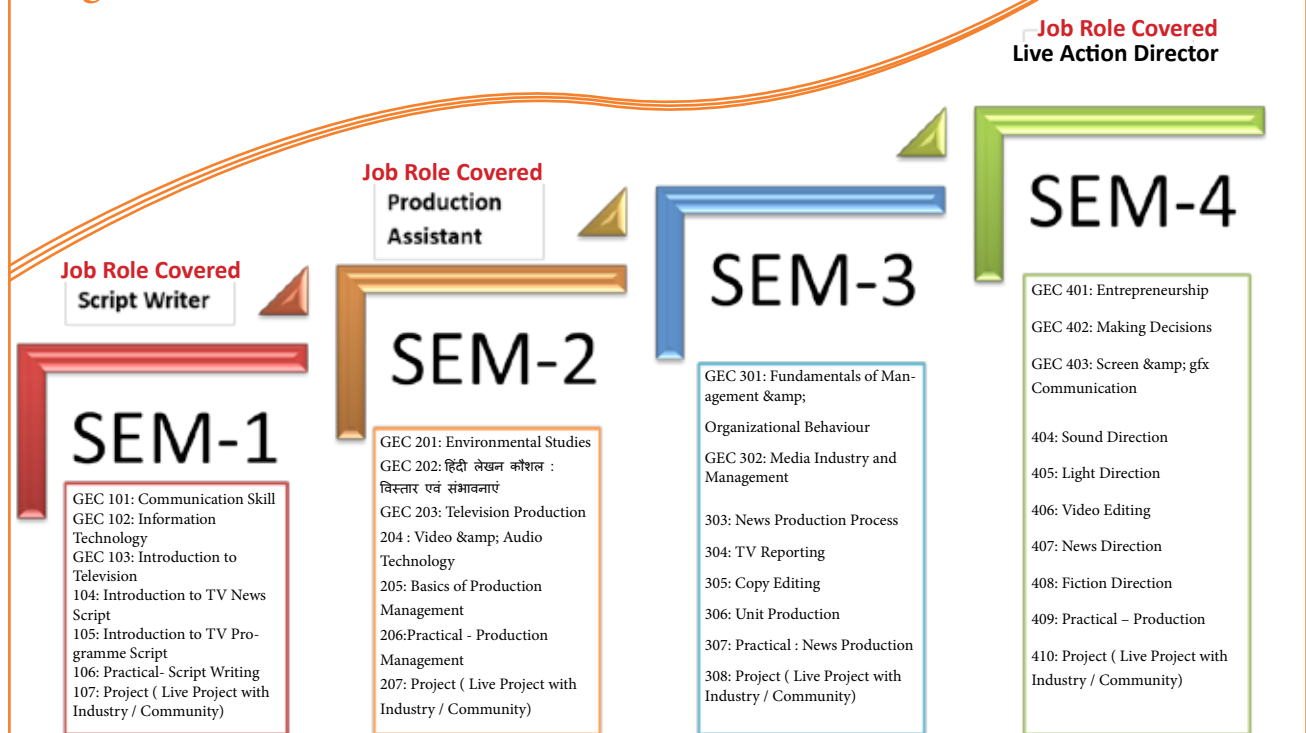 Job Role Covered
Script Writer
SEM-1
GEC 101: Communication Skill
GEC 102: Information
Technology
GEC 103: Introduction to
Television
104: Introduction to TV News
Script
105: Introduction to TV Pro-
gramme Script
106: Practical- Script Writing
107: Project ( Live Project with
Industry / Community)
Job Role Covered
Production
Assistant
SEM-2
GEC 201: Environmental Studies
GEC 202: हिंदी लेखन कौशल :
विस्तार एवं संभावनाएं
GEC 203: Television Production
204 : Video &amp; Audio
Technology
205: Basics of Production
Management
206:Practical - Production
Management
207: Project ( Live Project with
Industry / Community)
SEM-3
GEC 301: Fundamentals of Man-
agement &amp;
Organizational Behaviour
GEC 302: Media Industry and
Management
303: News Production Process
304: TV Reporting
305: Copy Editing
306: Unit Production
307: Practical : News Production
308: Project ( Live Project with
Industry / Community)
Job Role Covered
Live Action Director
SEM-4
GEC 401: Entrepreneurship
GEC 402: Making Decisions
GEC 403: Screen &amp; gfx
Communication
404: Sound Direction
405: Light Direction
406: Video Editing
407: News Direction
408: Fiction Direction
409: Practical – Production
410: Project ( Live Project with
Industry / Community)